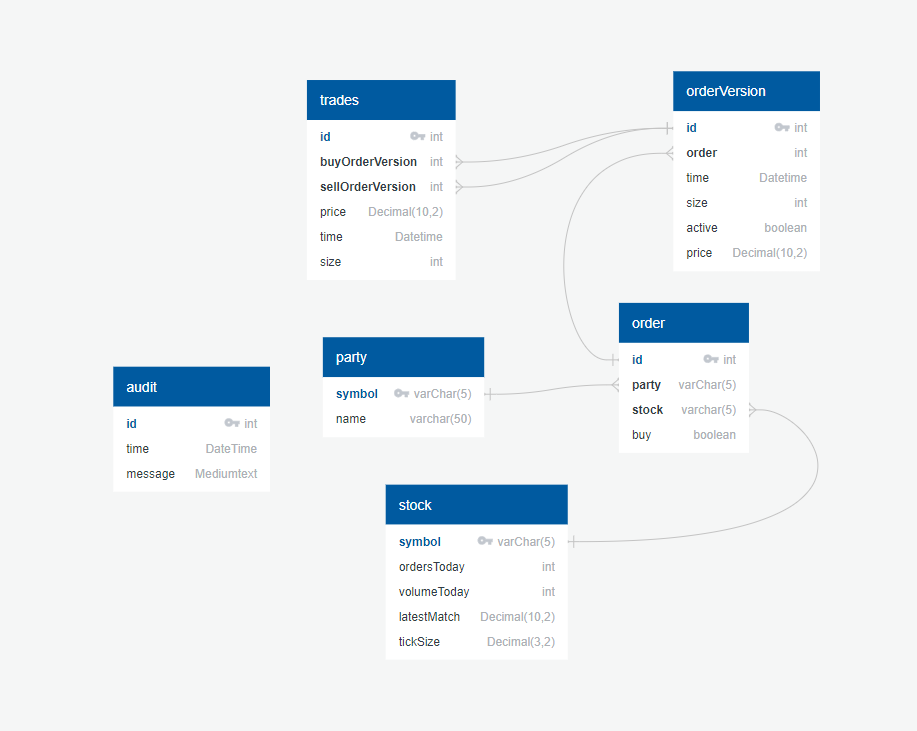 trades
id int
buyOrderVersion int
sellOrderVersion int
price Decimal(10,2)
time Datetime
size int
orderVersion
id int
order int
time Datetime
size int
active boolean
price Decimal(10,2)
order
id int
party varChar(5)
stock varchar(5)
buy boolean
party
symbol varChar(5)
name varchar(50)
audit
id int
time DateTime
message Mediumtext
stock
symbol varChar(5)
ordersToday int
volumeToday int
latestMatch Decimal(10,2)
tickSize Decimal(3,2)